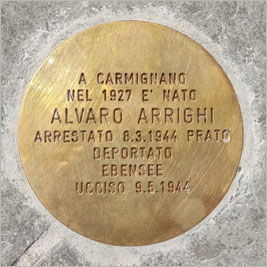 A CARMIGNANO
NEL 1927 E' NATO
ALVARO ARRIGHI
ARRESTATO 8.3.1944 PRATO
DEPORTATO
EBENSEE
UCCISO 9.5.1944